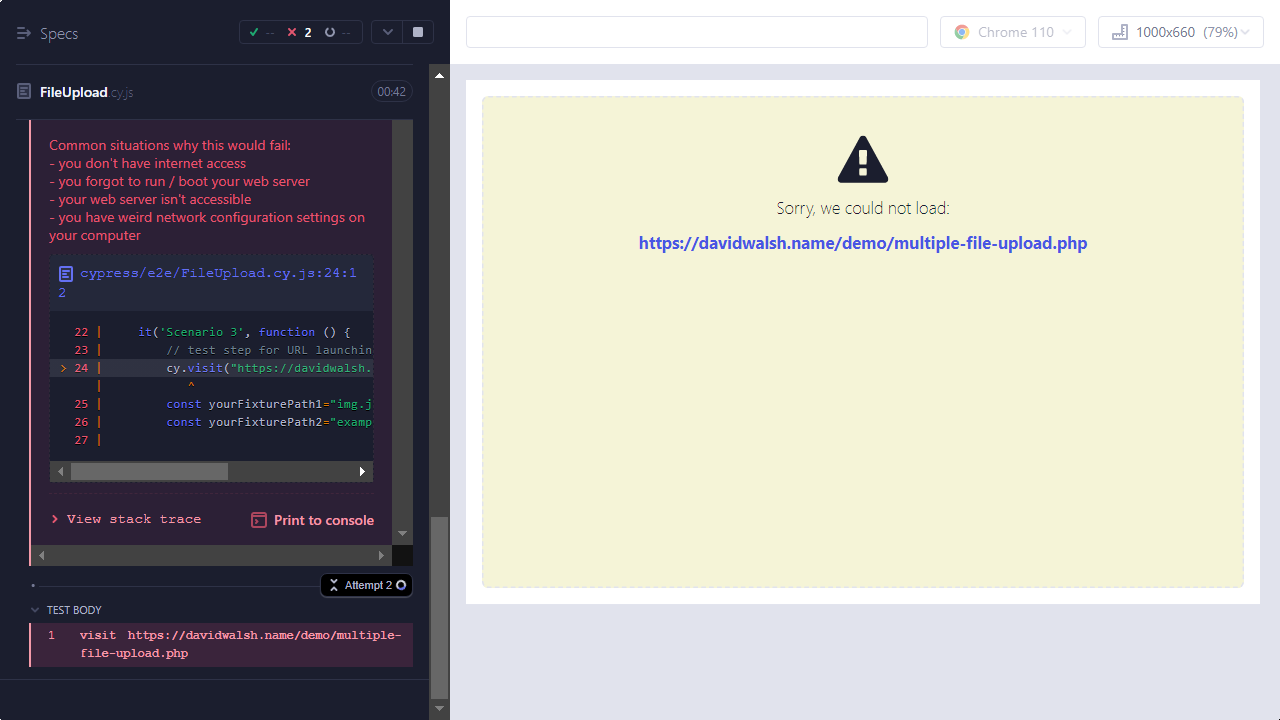 Specs
-- 2 --
FileUpload.cy.js
00:42
Common situations why this would fail:
- you don't have internet access
- you forgot to run / boot your web server
- your web server isn't accessible
- you have weird network configuration settings on
your computer
cypress/e2e/FileUpload.cy.js:24:1
2
22 | it('Scenario 3', function () {
23 | // test step for URL launchin
> 24 | cy.visit("https://davidwalsh.
| ^
25 | const yourFixturePath1="img.j
26 | const yourFixturePath2="examp
27 |
> View stack trace
Print to console
Attempt 2
TEST BODY
1 visit https://davidwalsh.name/demo/multiple-
file-upload.php
Chrome 110
1000x660 (79%)
Sorry, we could not load:
https://davidwalsh.name/demo/multiple-file-upload.php